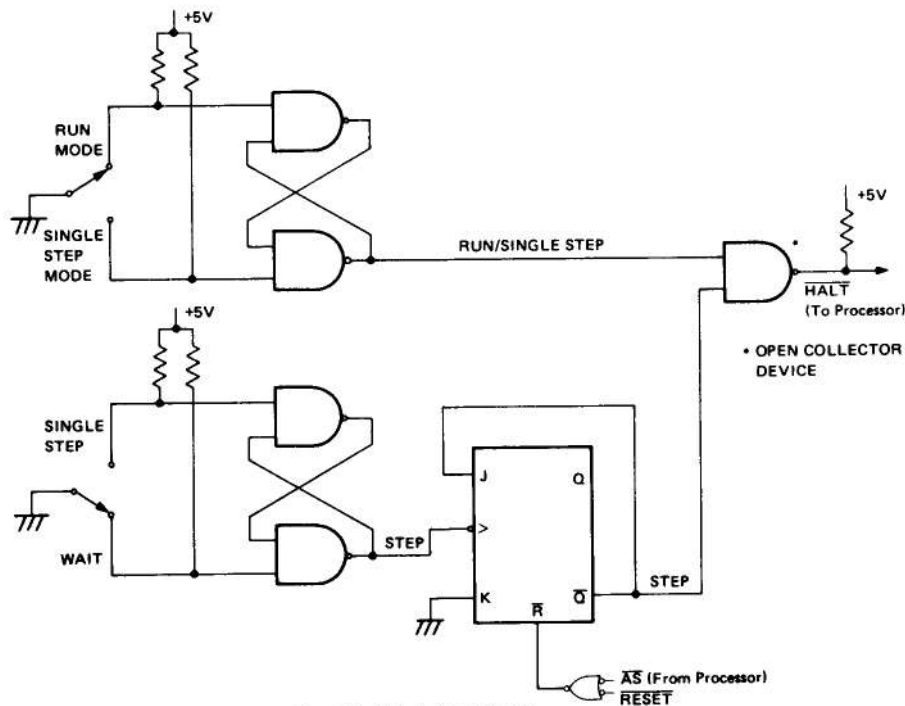 +5V
RUN
MODE
SINGLE
STEP
MODE
RUN/SINGLE STEP
+5V
*
HALT
(To Processor)
* OPEN COLLECTOR
DEVICE
+5V
SINGLE
STEP
WAIT
STEP
J
Q
>
K
Q
R
STEP
AS (From Processor)
RESET